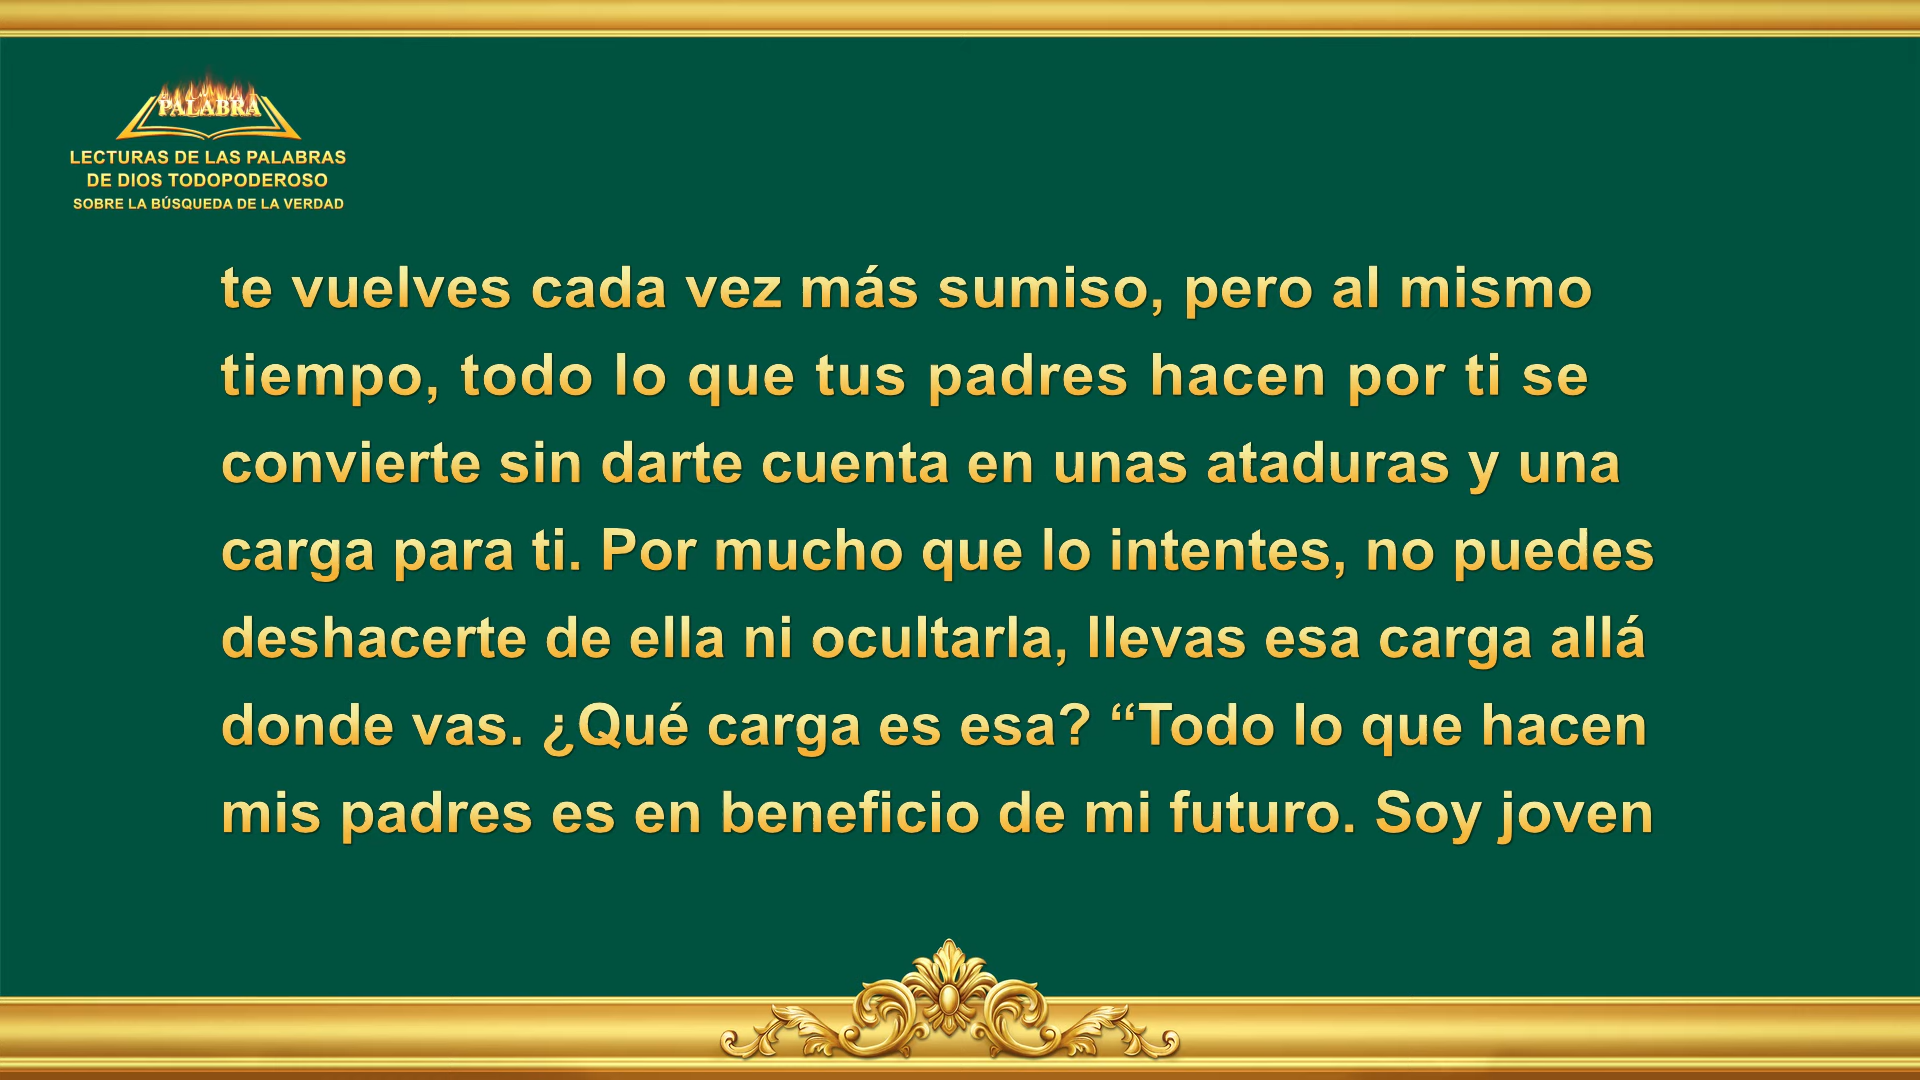 PALABRA
LECTURAS DE LAS PALABRAS
DE DIOS TODOPODEROSO
SOBRE LA BÚSQUEDA DE LA VERDAD
te vuelves cada vez más sumiso, pero al mismo
tiempo, todo lo que tus padres hacen por ti se
convierte sin darte cuenta en unas ataduras y una
carga para ti. Por mucho que lo intentes, no puedes
deshacerte de ella ni ocultarla, llevas esa carga allá
donde vas. ¿Qué carga es esa? “Todo lo que hacen
mis padres es en beneficio de mi futuro. Soy joven